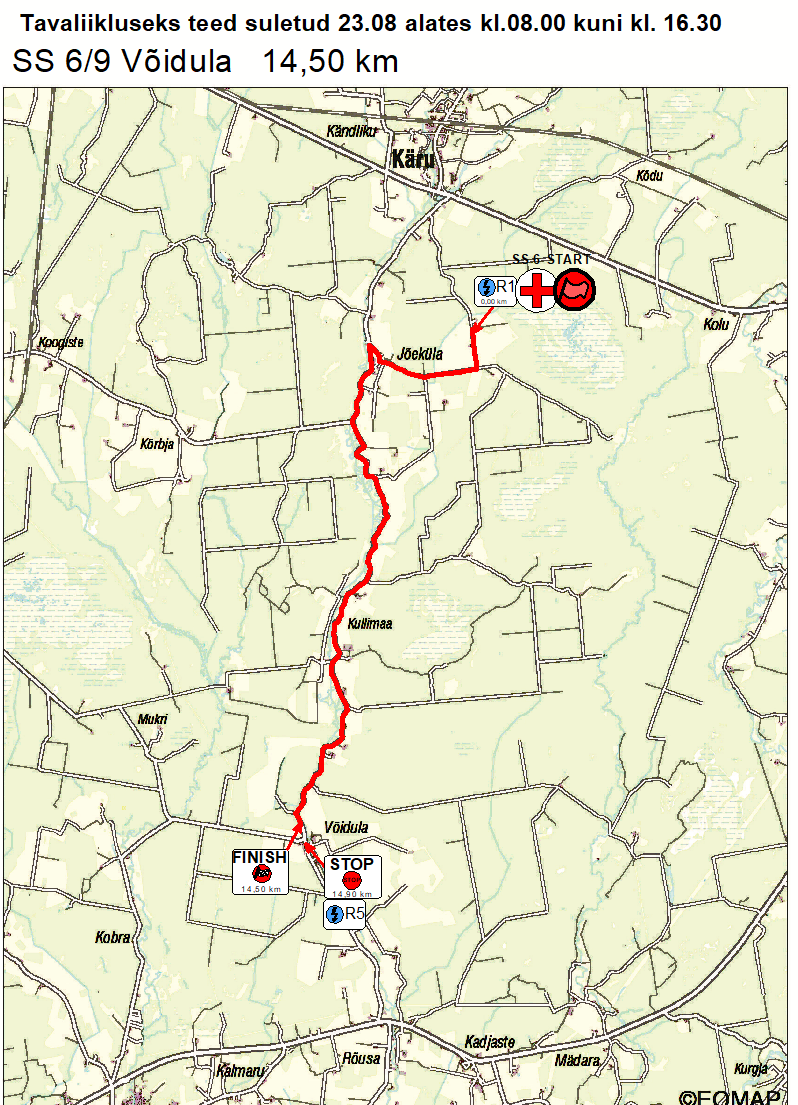 Tavaliikluseks teed suletud 23.08 alates kl.08.00 kuni kl. 16.30
SS 6/9 Võidula 14,50 km
Kändliku
Käru
Kõdu
SS 6 START
R1
0,00 km
Kolu
Koogiste
Jõeküla
Kõrbja
Kullimaa
Mukri
Võidula
FINISH
14,50 km
STOP
14,90 km
R5
Kobra
Kadjaste
Rõusa
Mädara
Kalmaru
Kurgja
©EOMAP